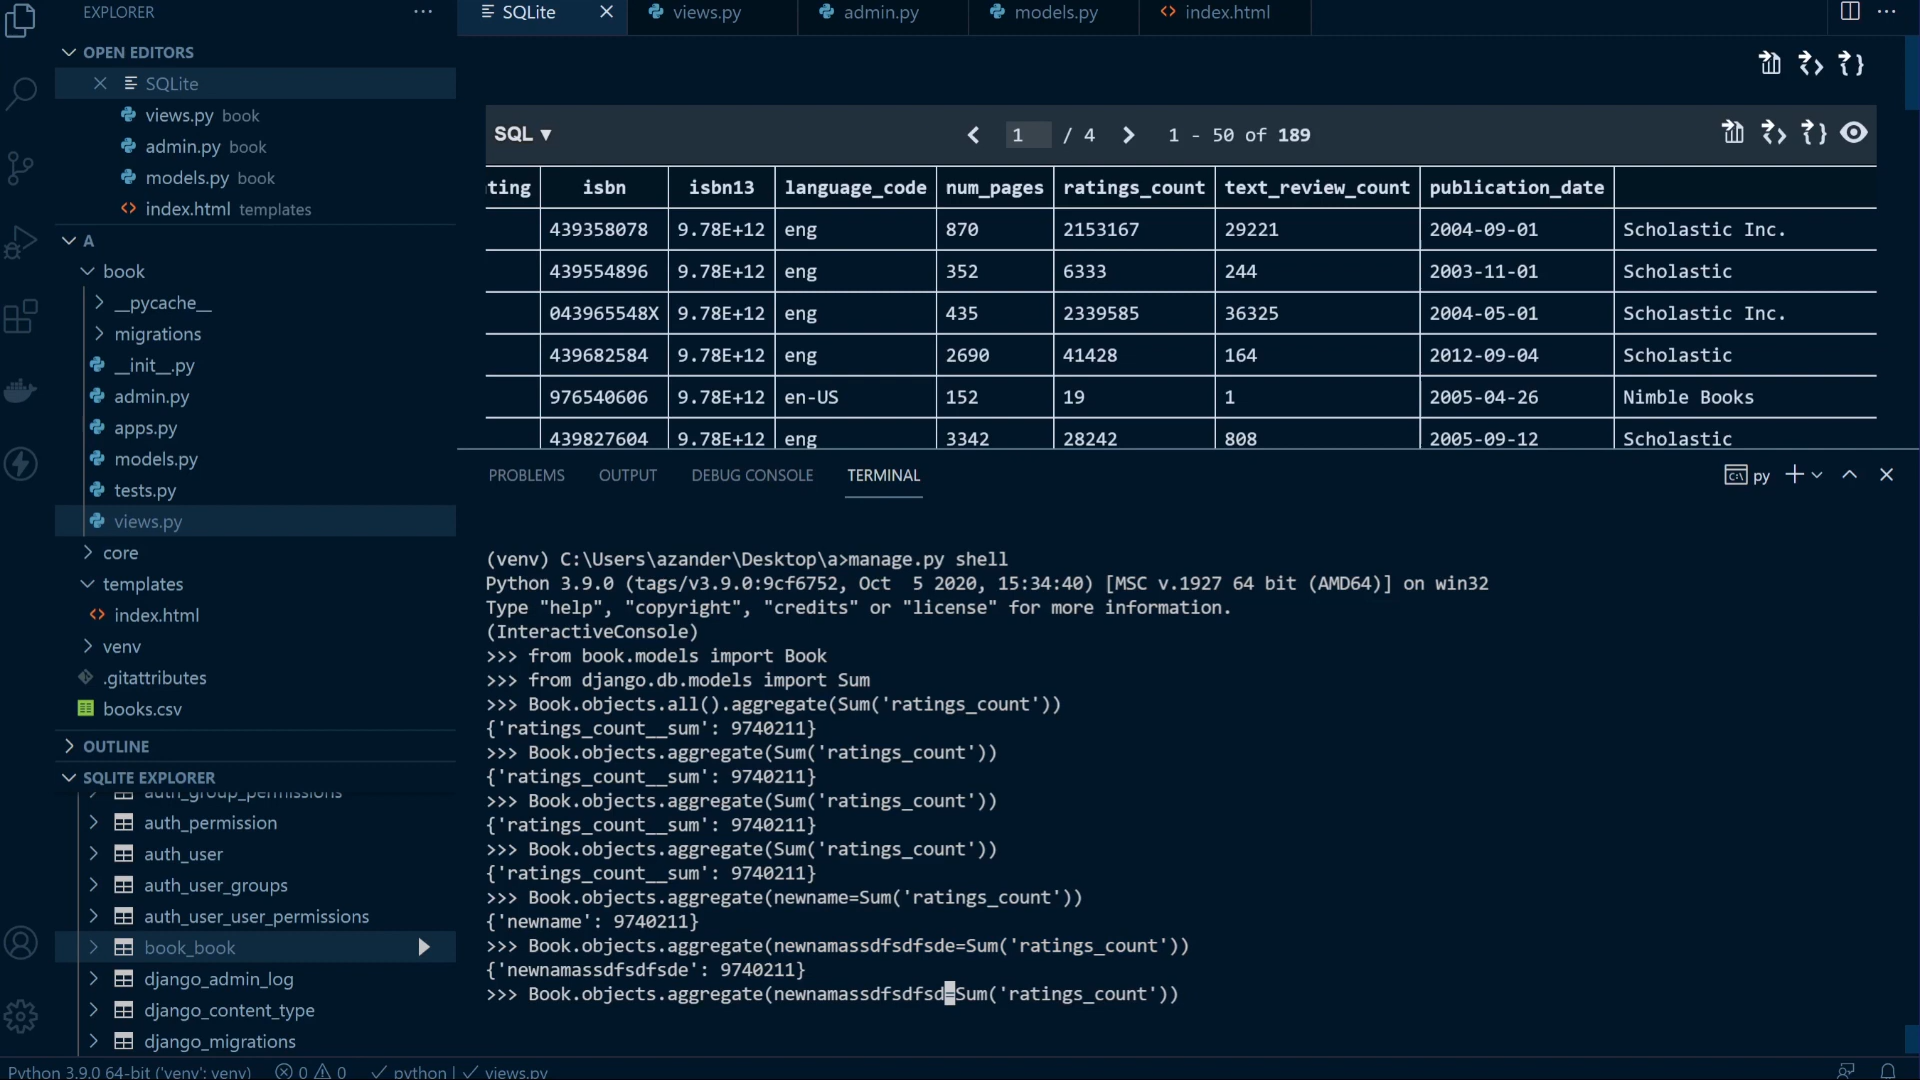 EXPLORER
SQLite
views.py
admin.py
models.py
index.html
OPEN EDITORS
SQLite
views.py book
admin.py book
models.py book
index.html templates
A
book
__pycache__
migrations
__init__.py
admin.py
apps.py
models.py
tests.py
views.py
core
templates
index.html
venv
.gitattributes
books.csv
OUTLINE
SQLITE EXPLORER
auth_group_permissions
auth_permission
auth_user
auth_user_groups
auth_user_user_permissions
book_book
django_admin_log
django_content_type
django_migrations
SQL ▼ 1 / 4 1 - 50 of 189
ting isbn isbn13 language_code num_pages ratings_count text_review_count publication_date
439358078 9.78E+12 eng 870 2153167 29221 2004-09-01 Scholastic Inc.
439554896 9.78E+12 eng 352 6333 244 2003-11-01 Scholastic
043965548X 9.78E+12 eng 435 2339585 36325 2004-05-01 Scholastic Inc.
439682584 9.78E+12 eng 2690 41428 164 2012-09-04 Scholastic
976540606 9.78E+12 en-US 152 19 1 2005-04-26 Nimble Books
439827604 9.78E+12 eng 3342 28242 808 2005-09-12 Scholastic
PROBLEMS OUTPUT DEBUG CONSOLE TERMINAL py
(venv) C:\Users\azander\Desktop\a>manage.py shell
Python 3.9.0 (tags/v3.9.0:9cf6752, Oct  5 2020, 15:34:40) [MSC v.1927 64 bit (AMD64)] on win32
Type "help", "copyright", "credits" or "license" for more information.
(InteractiveConsole)
>>> from book.models import Book
>>> from django.db.models import Sum
>>> Book.objects.all().aggregate(Sum('ratings_count'))
{'ratings_count__sum': 9740211}
>>> Book.objects.aggregate(Sum('ratings_count'))
{'ratings_count__sum': 9740211}
>>> Book.objects.aggregate(Sum('ratings_count'))
{'ratings_count__sum': 9740211}
>>> Book.objects.aggregate(Sum('ratings_count'))
{'ratings_count__sum': 9740211}
>>> Book.objects.aggregate(newname=Sum('ratings_count'))
{'newname': 9740211}
>>> Book.objects.aggregate(newnamassdfsdfsde=Sum('ratings_count'))
{'newnamassdfsdfsde': 9740211}
>>> Book.objects.aggregate(newnamassdfsdfsd=Sum('ratings_count'))
Python 3.9.0 64-bit ('venv': venv) 0 0 python | views.py